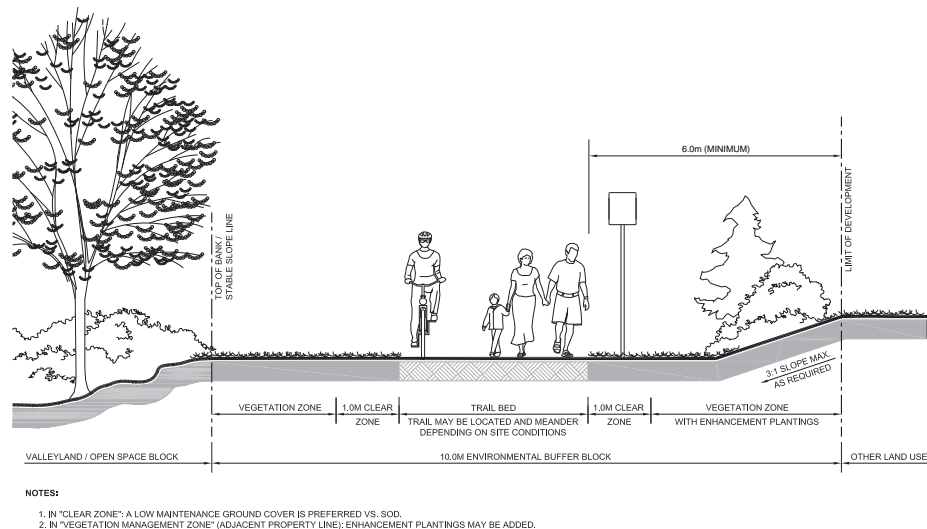 6.0m (MINIMUM)
TOP OF BANK /
STABLE SLOPE LINE
LIMIT OF DEVELOPMENT
3:1 SLOPE MAX.
AS REQUIRED
VEGETATION ZONE
1.0M CLEAR
ZONE
TRAIL BED
TRAIL MAY BE LOCATED AND MEANDER
DEPENDING ON SITE CONDITIONS
1.0M CLEAR
ZONE
VEGETATION ZONE
WITH ENHANCEMENT PLANTINGS
VALLEYLAND / OPEN SPACE BLOCK
10.0M ENVIRONMENTAL BUFFER BLOCK
OTHER LAND USE
NOTES:
1. IN "CLEAR ZONE": A LOW MAINTENANCE GROUND COVER IS PREFERRED VS. SOD.
2. IN "VEGETATION MANAGEMENT ZONE" (ADJACENT PROPERTY LINE): ENHANCEMENT PLANTINGS MAY BE ADDED.